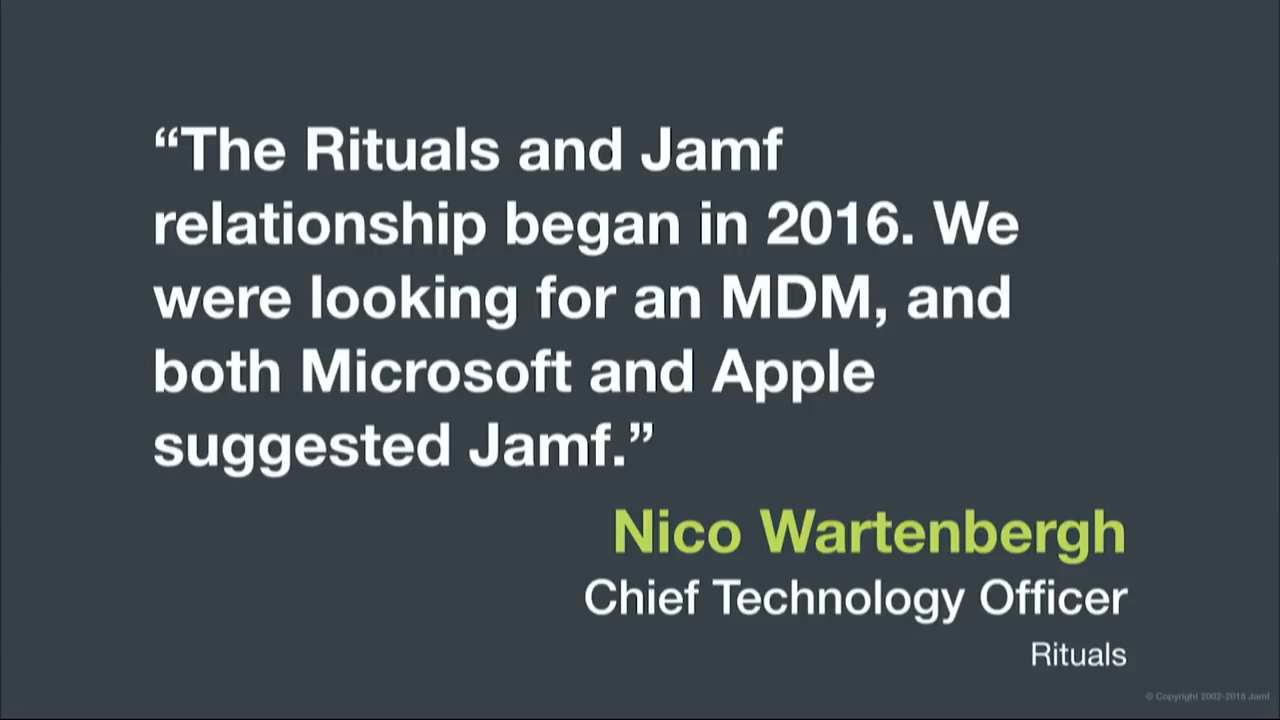 “The Rituals and Jamf
relationship began in 2016. We
were looking for an MDM, and
both Microsoft and Apple
suggested Jamf.”
Nico Wartenbergh
Chief Technology Officer
Rituals
© Copyright 2002-2018 Jamf